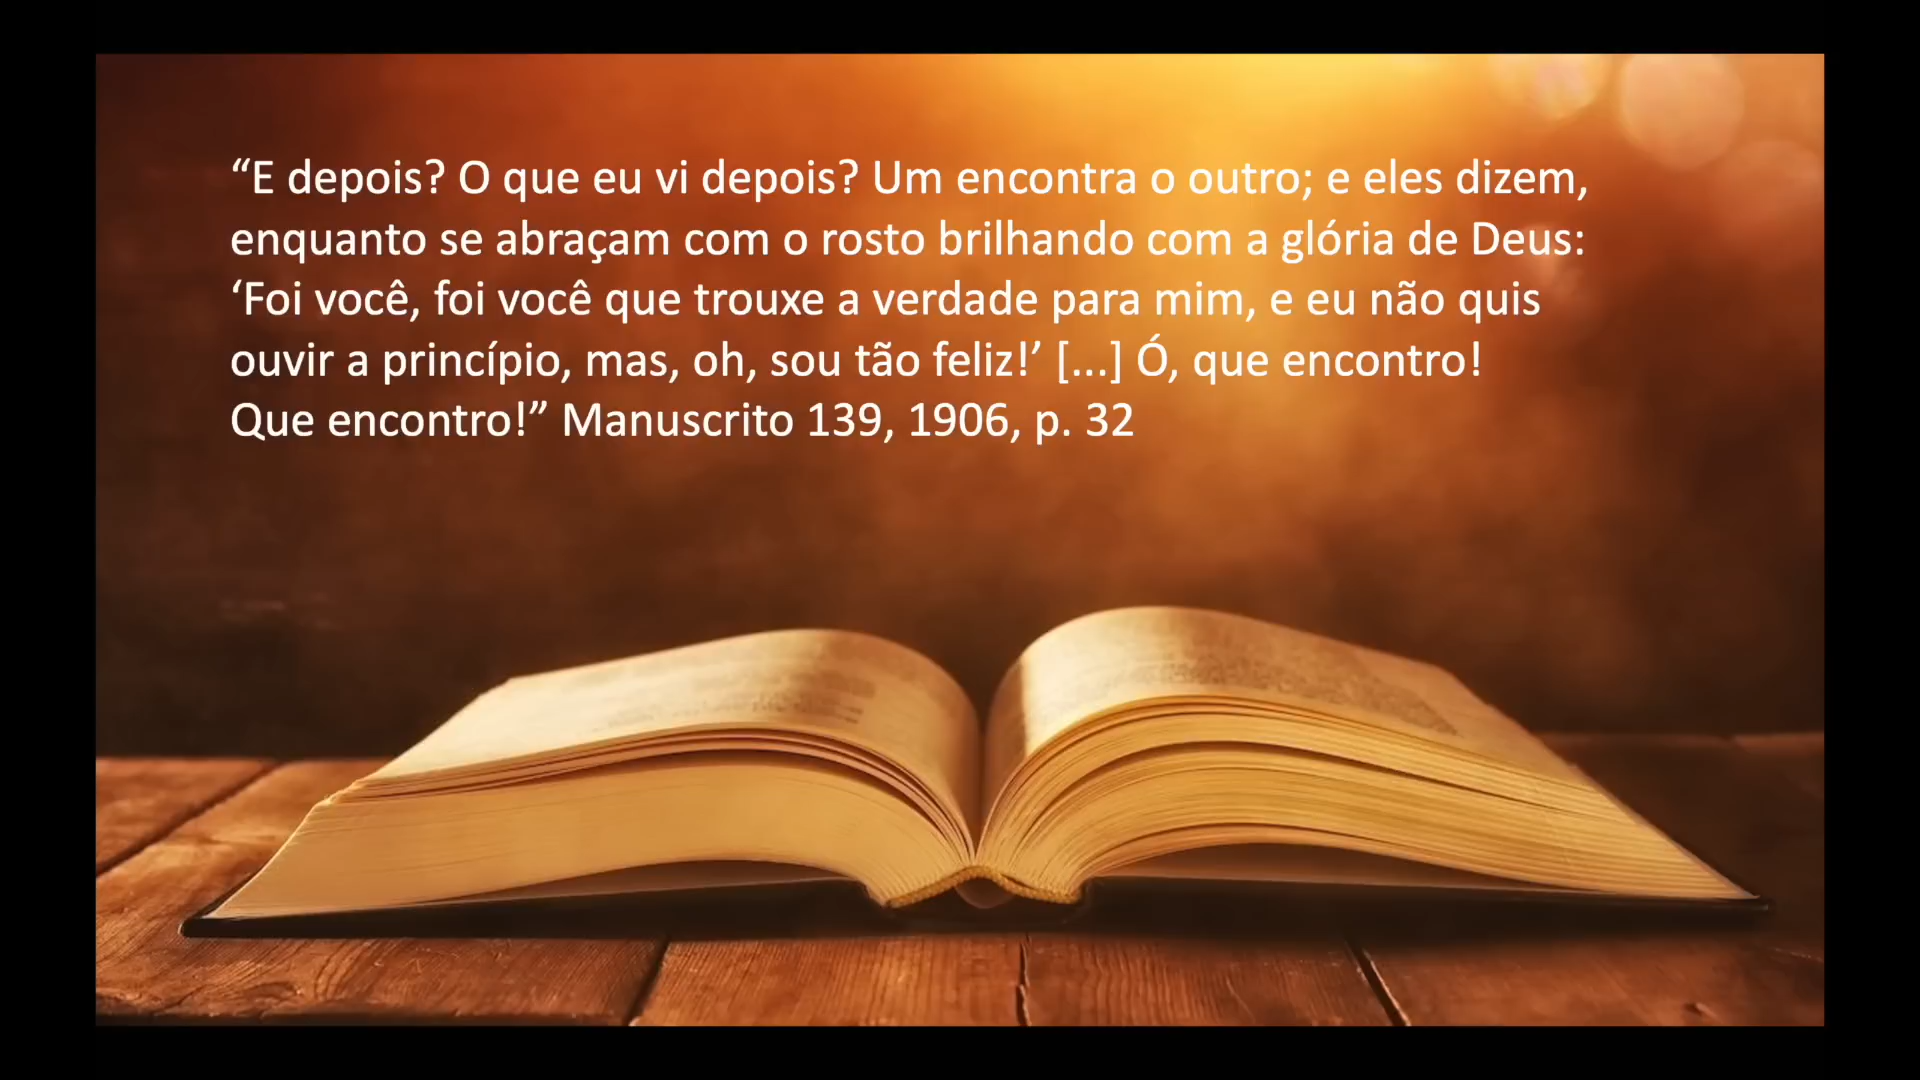 “E depois? O que eu vi depois? Um encontra o outro; e eles dizem,
enquanto se abraçam com o rosto brilhando com a glória de Deus:
‘Foi você, foi você que trouxe a verdade para mim, e eu não quis
ouvir a princípio, mas, oh, sou tão feliz!’ [...] Ó, que encontro!
Que encontro!” Manuscrito 139, 1906, p. 32